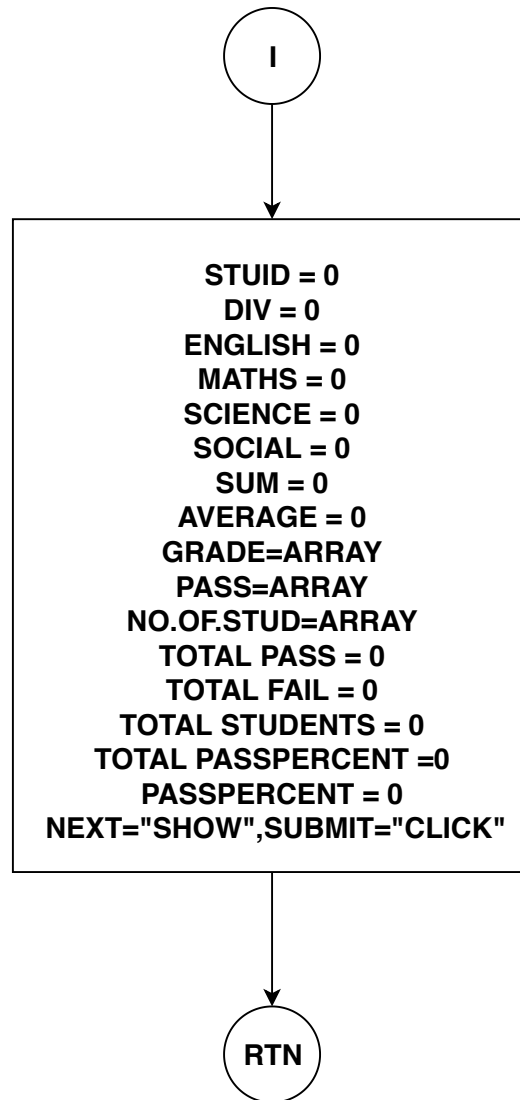 I
STUID = 0
DIV = 0
ENGLISH = 0
MATHS = 0
SCIENCE = 0
SOCIAL = 0
SUM = 0
AVERAGE = 0
GRADE=ARRAY
PASS=ARRAY
NO.OF.STUD=ARRAY
TOTAL PASS = 0
TOTAL FAIL = 0
TOTAL STUDENTS = 0
TOTAL PASSPERCENT =0
PASSPERCENT = 0
NEXT="SHOW",SUBMIT="CLICK"
RTN